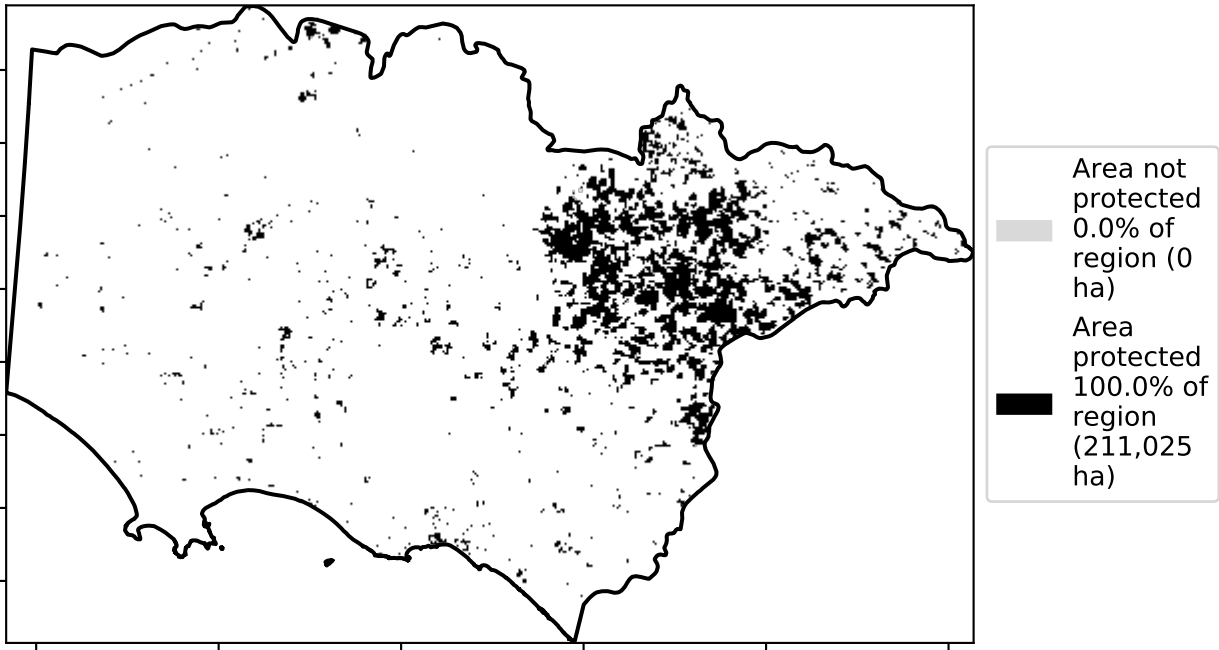 Area not
protected
0.0% of
region (0
ha)
Area
protected
100.0% of
region
(211,025
ha)